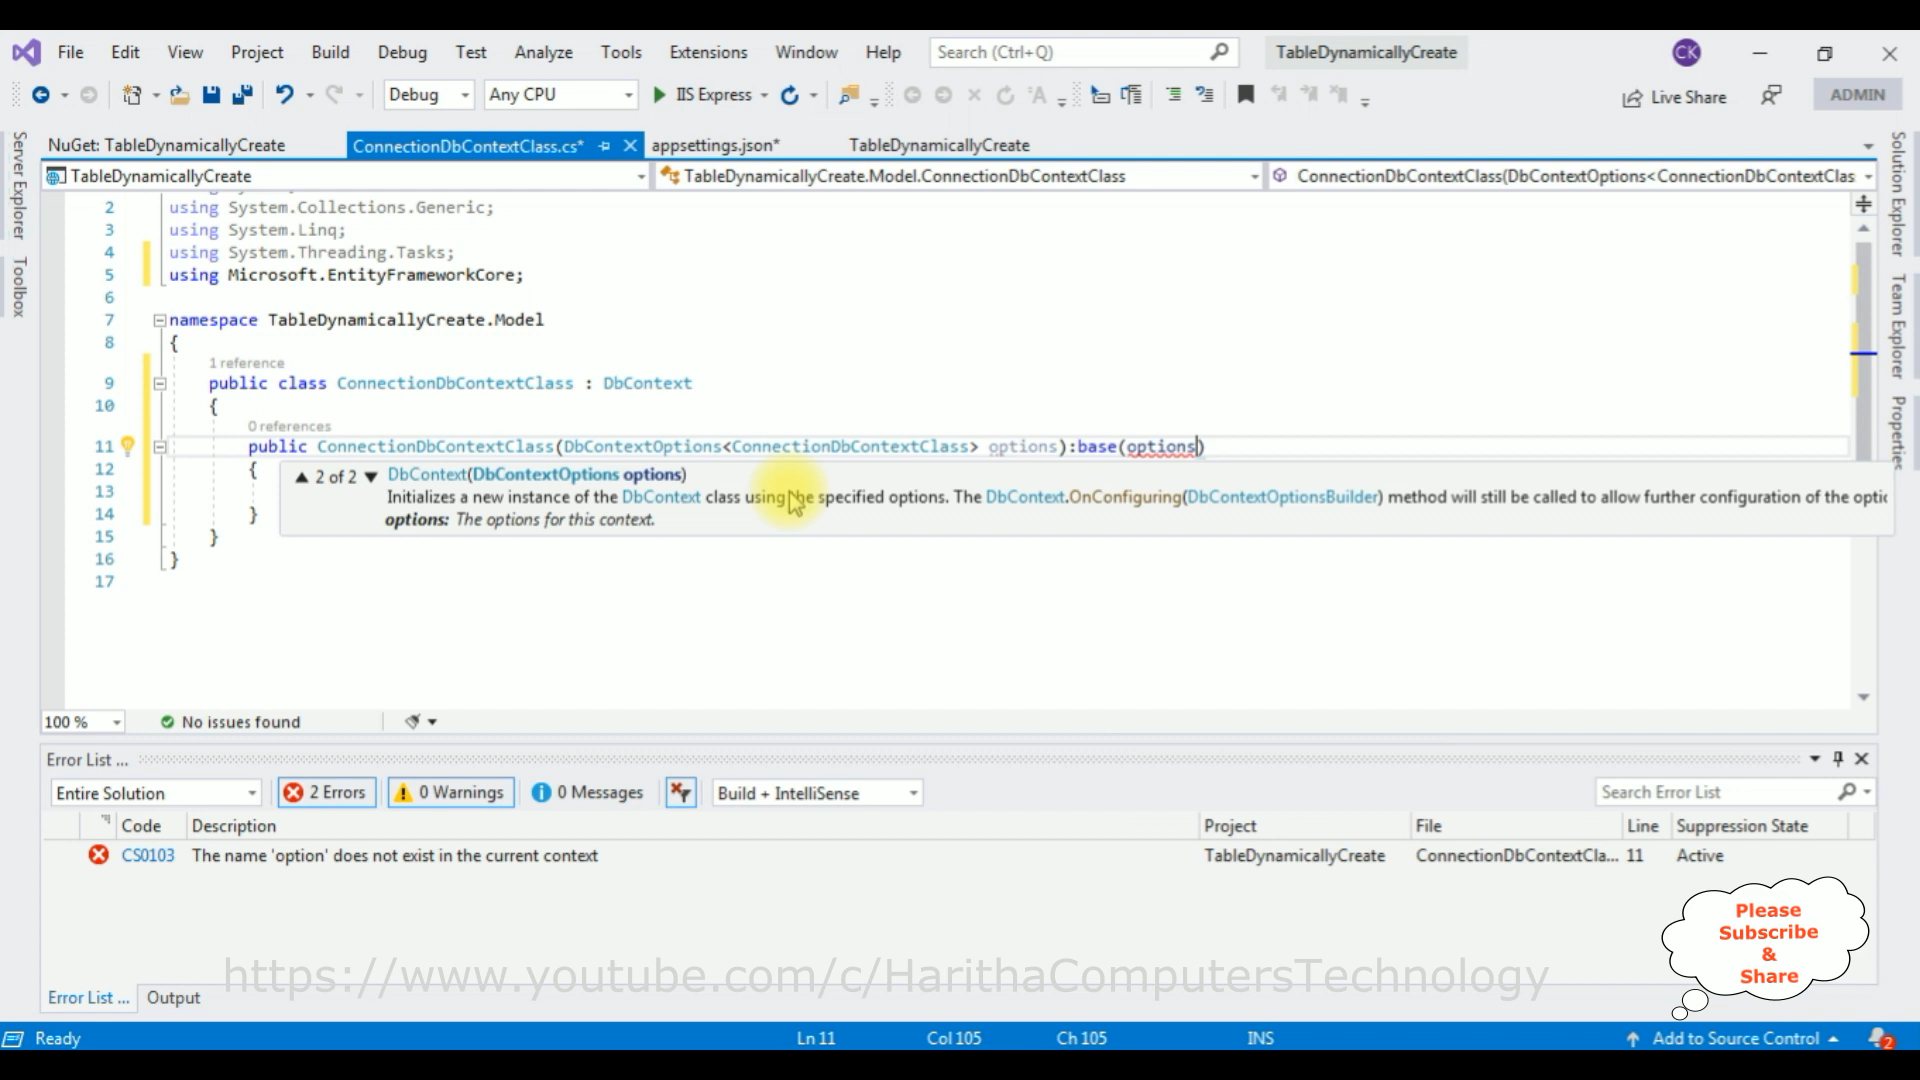 File Edit View Project Build Debug Test Analyze Tools Extensions Window Help Search (Ctrl+Q) TableDynamicallyCreate CK
Debug Any CPU IIS Express Live Share ADMIN
NuGet: TableDynamicallyCreate ConnectionDbContextClass.cs* appsettings.json* TableDynamicallyCreate
TableDynamicallyCreate TableDynamicallyCreate.Model.ConnectionDbContextClass ConnectionDbContextClass(DbContextOptions<ConnectionDbContextClas
Server Explorer
Toolbox
Solution Explorer
Team Explorer
Properties
2 using System.Collections.Generic;
3 using System.Linq;
4 using System.Threading.Tasks;
5 using Microsoft.EntityFrameworkCore;
6
7 namespace TableDynamicallyCreate.Model
8 {
1 reference
9 public class ConnectionDbContextClass : DbContext
10 {
0 references
11 public ConnectionDbContextClass(DbContextOptions<ConnectionDbContextClass> options):base(options)
12 {
2 of 2 DbContext(DbContextOptions options)
13 Initializes a new instance of the DbContext class using the specified options. The DbContext.OnConfiguring(DbContextOptionsBuilder) method will still be called to allow further configuration of the optic
14 } options: The options for this context.
15 }
16 }
17
100 % No issues found
Error List ...
Entire Solution 2 Errors 0 Warnings 0 Messages Build + IntelliSense Search Error List
Code Description Project File Line Suppression State
CS0103 The name 'option' does not exist in the current context TableDynamicallyCreate ConnectionDbContextCla... 11 Active
Please
Subscribe
&
Share
https://www.youtube.com/c/HarithaComputersTechnology
Error List ... Output
Ready Ln 11 Col 105 Ch 105 INS Add to Source Control 2